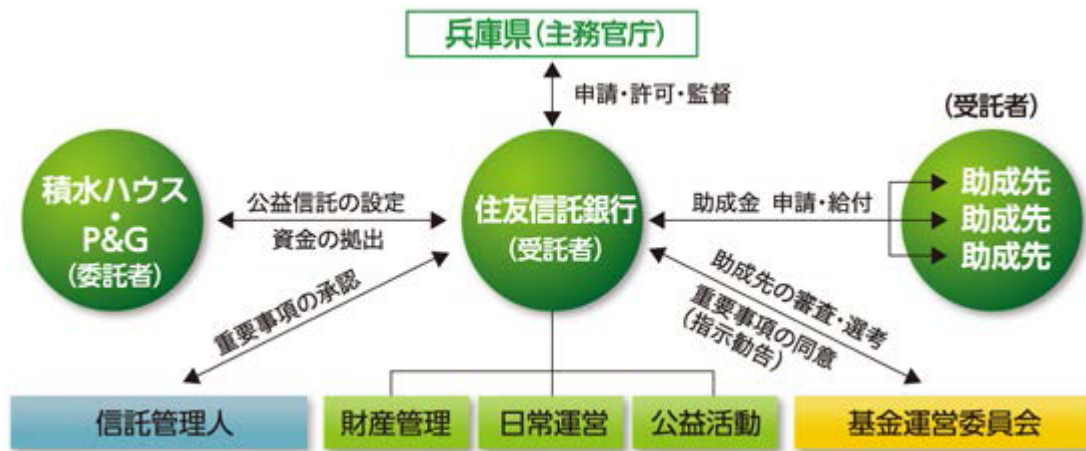 兵庫県(主務官庁)
申請・許可・監督
(受託者)
積水ハウス
・
P&G
(委託者)
公益信託の設定
資金の拠出
住友信託銀行
(受託者)
助成金 申請・給付
助成先
助成先
助成先
重要事項の承認
助成先の審査・選考
重要事項の同意
(指示勧告)
信託管理人
財産管理
日常運営
公益活動
基金運営委員会